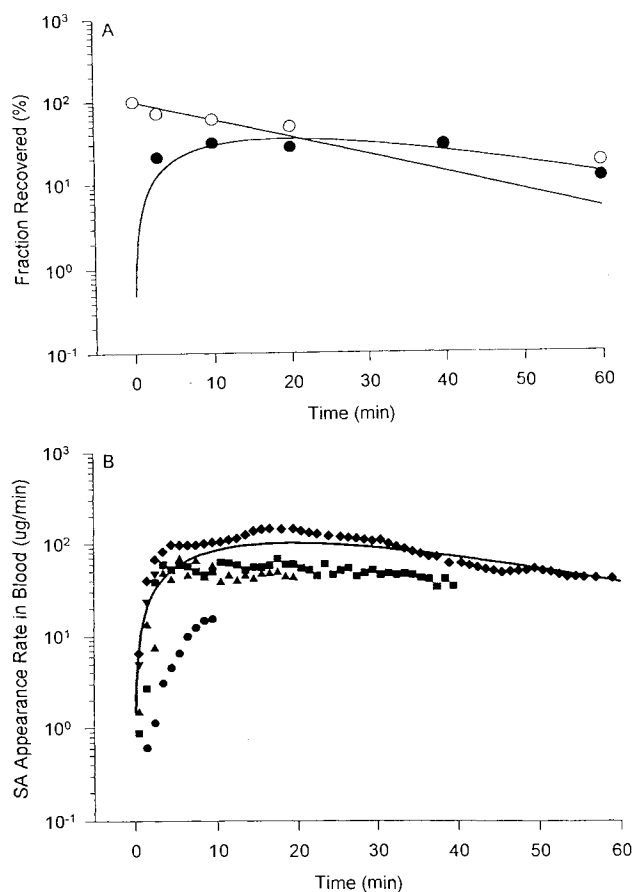 A
10³
10²
10¹
10⁰
10⁻¹
Fraction Recovered (%)
0 10 20 30 40 50 60
Time (min)
B
10³
10²
10¹
10⁰
10⁻¹
SA Appearance Rate in Blood (ug/min)
0 10 20 30 40 50 60
Time (min)